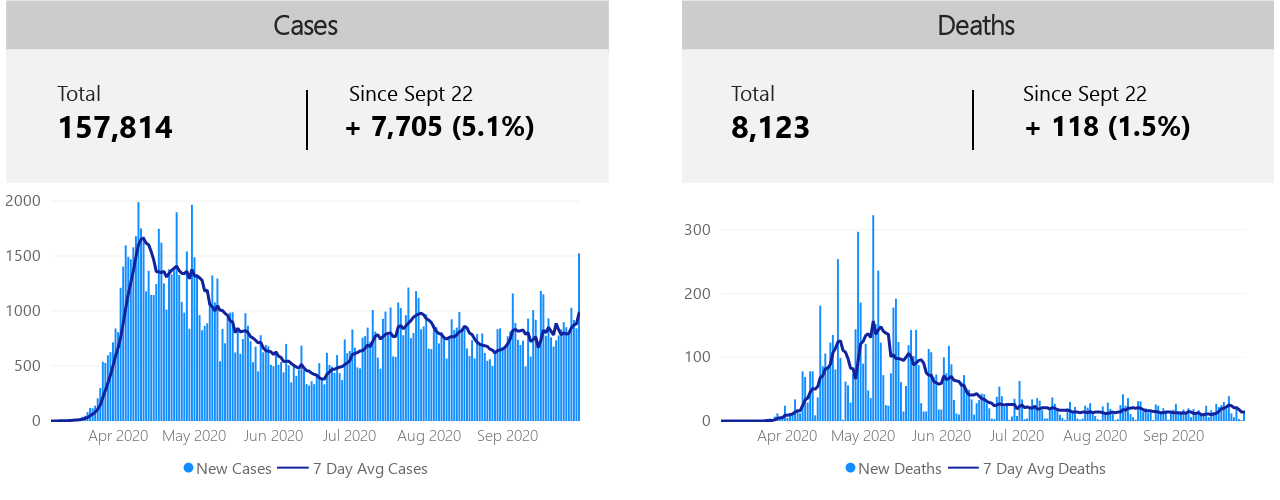 Cases
Total
Since Sept 22
157,814
+ 7,705 (5.1%)
2000
1500
1000
500
0
Apr 2020 May 2020 Jun 2020 Jul 2020 Aug 2020 Sep 2020
New Cases 7 Day Avg Cases
Deaths
Total
Since Sept 22
8,123
+ 118 (1.5%)
300
200
100
0
Apr 2020 May 2020 Jun 2020 Jul 2020 Aug 2020 Sep 2020
New Deaths 7 Day Avg Deaths